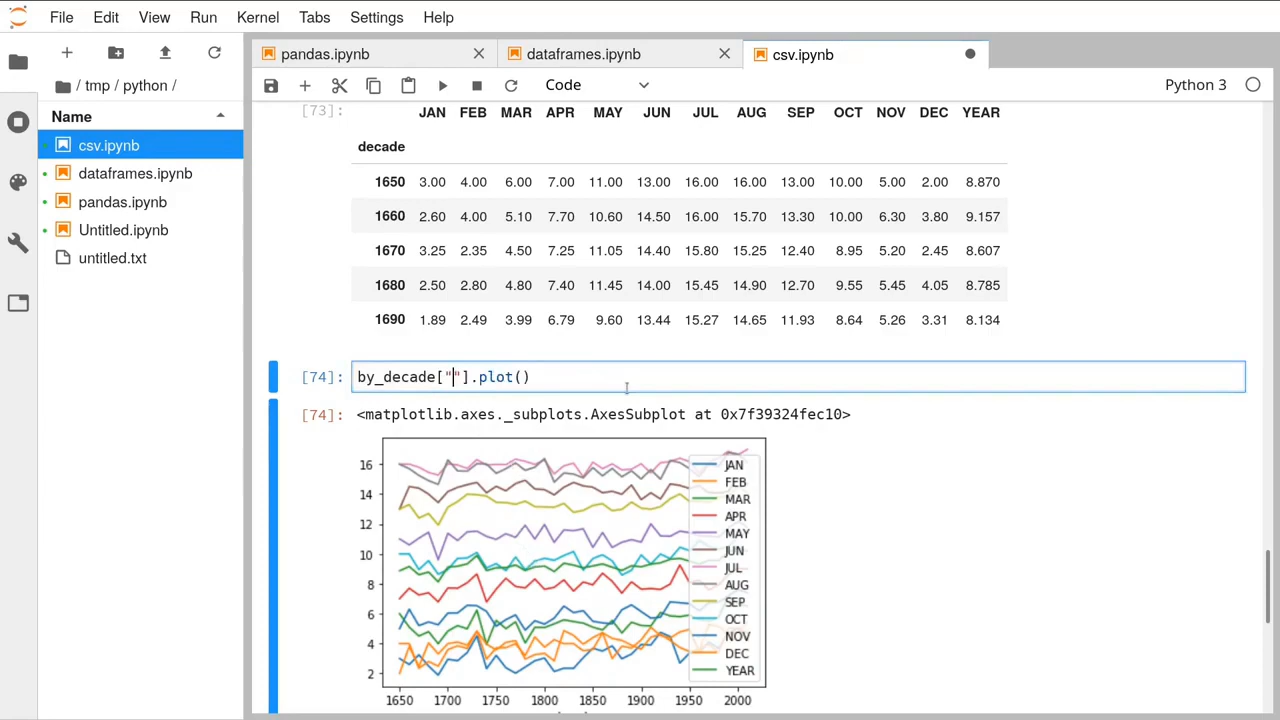 File Edit View Run Kernel Tabs Settings Help
pandas.ipynb dataframes.ipynb csv.ipynb
/ tmp / python /
Code Python 3
Name
csv.ipynb
dataframes.ipynb
pandas.ipynb
Untitled.ipynb
untitled.txt
[73]: JAN FEB MAR APR MAY JUN JUL AUG SEP OCT NOV DEC YEAR
decade
1650 3.00 4.00 6.00 7.00 11.00 13.00 16.00 16.00 13.00 10.00 5.00 2.00 8.870
1660 2.60 4.00 5.10 7.70 10.60 14.50 16.00 15.70 13.30 10.00 6.30 3.80 9.157
1670 3.25 2.35 4.50 7.25 11.05 14.40 15.80 15.25 12.40 8.95 5.20 2.45 8.607
1680 2.50 2.80 4.80 7.40 11.45 14.00 15.45 14.90 12.70 9.55 5.45 4.05 8.785
1690 1.89 2.49 3.99 6.79 9.60 13.44 15.27 14.65 11.93 8.64 5.26 3.31 8.134
[74]: by_decade[""].plot()
[74]: <matplotlib.axes._subplots.AxesSubplot at 0x7f39324fec10>
16
14
12
10
8
6
4
2
JAN
FEB
MAR
APR
MAY
JUN
JUL
AUG
SEP
OCT
NOV
DEC
YEAR
1650 1700 1750 1800 1850 1900 1950 2000